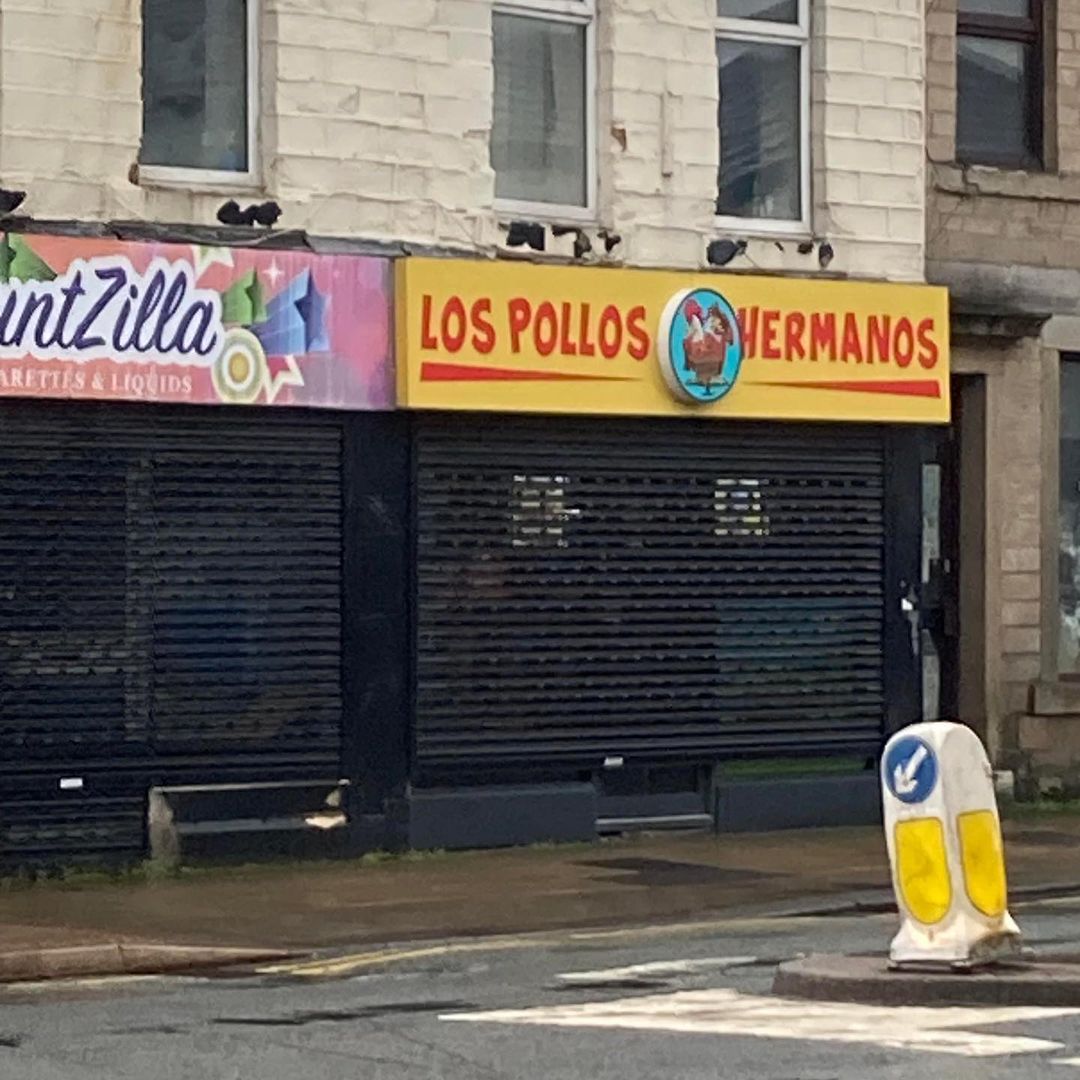 untZilla
ARETTES & LIQUIDS
LOS POLLOS HERMANOS